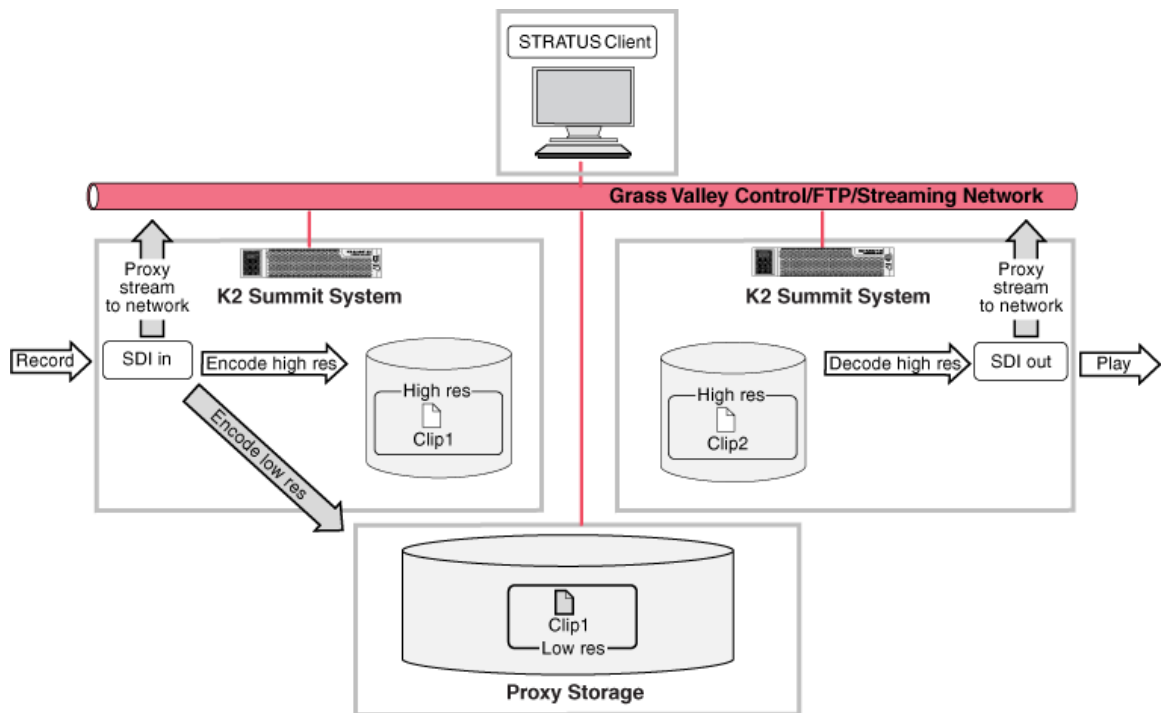 STRATUS Client
Grass Valley Control/FTP/Streaming Network
Proxy
stream
to network
K2 Summit System
Record
SDI in
Encode high res
High res
Clip1
Encode low res
K2 Summit System
Proxy
stream
to network
High res
Clip2
Decode high res
SDI out
Play
Clip1
Low res
Proxy Storage